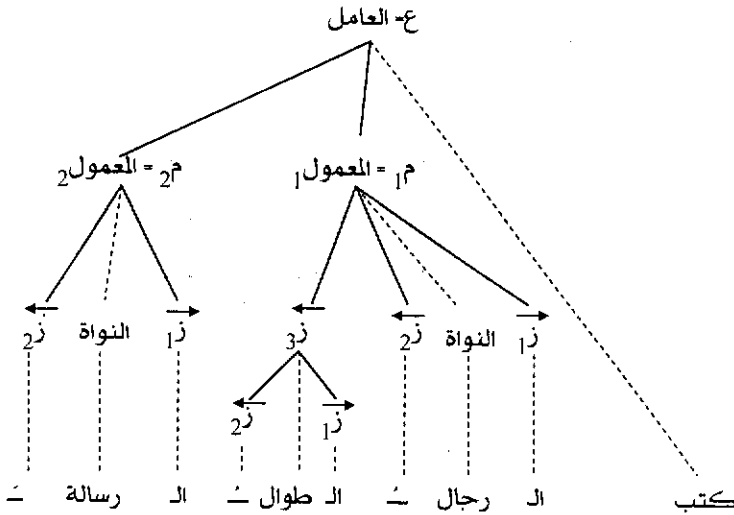 ع= العامل
م1 = المعمول1 م2 = المعمول2
ز1 النواة ز2 ز3 ز1 النواة ز2
ز1 ز2
كتب الـ رجال ـُ الـ طوال ـُ الـ رسالة ـَ